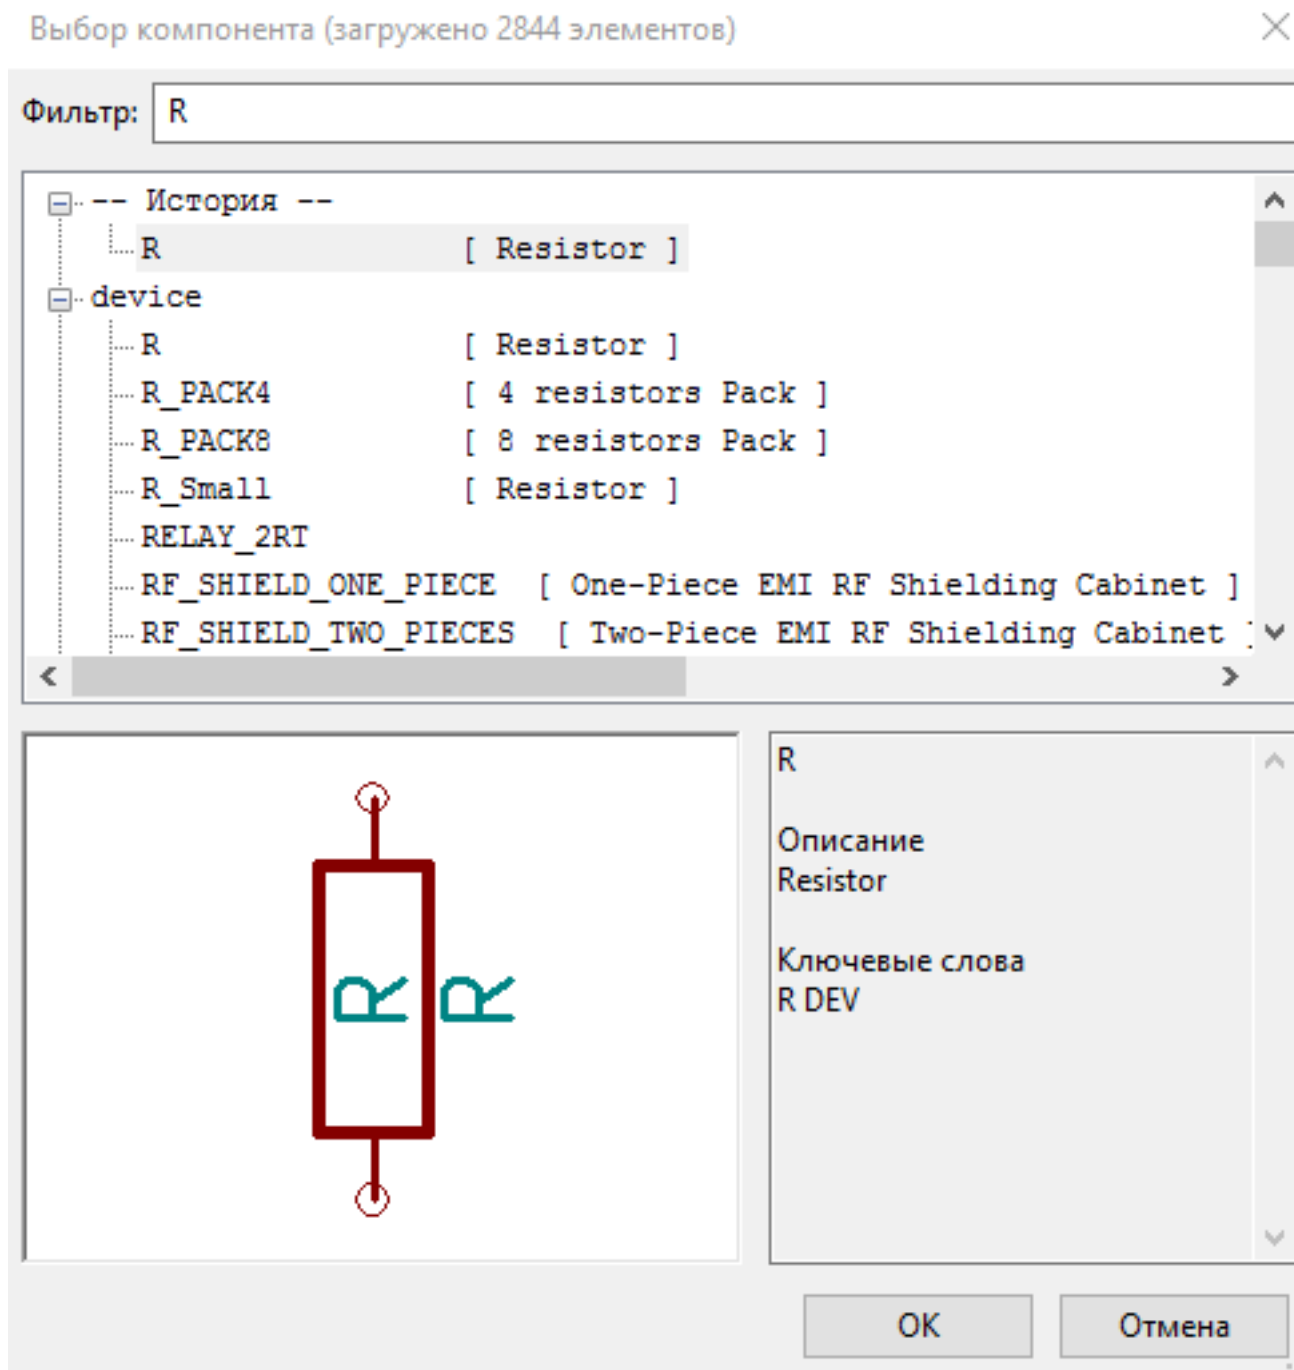 Выбор компонента (загружено 2844 элементов)
Фильтр: R
-- История --
R [ Resistor ]
device
R [ Resistor ]
R_PACK4 [ 4 resistors Pack ]
R_PACK8 [ 8 resistors Pack ]
R_Small [ Resistor ]
RELAY_2RT
RF_SHIELD_ONE_PIECE [ One-Piece EMI RF Shielding Cabinet ]
RF_SHIELD_TWO_PIECES [ Two-Piece EMI RF Shielding Cabinet ]
R
Описание
Resistor
Ключевые слова
R DEV
R R
OK Отмена